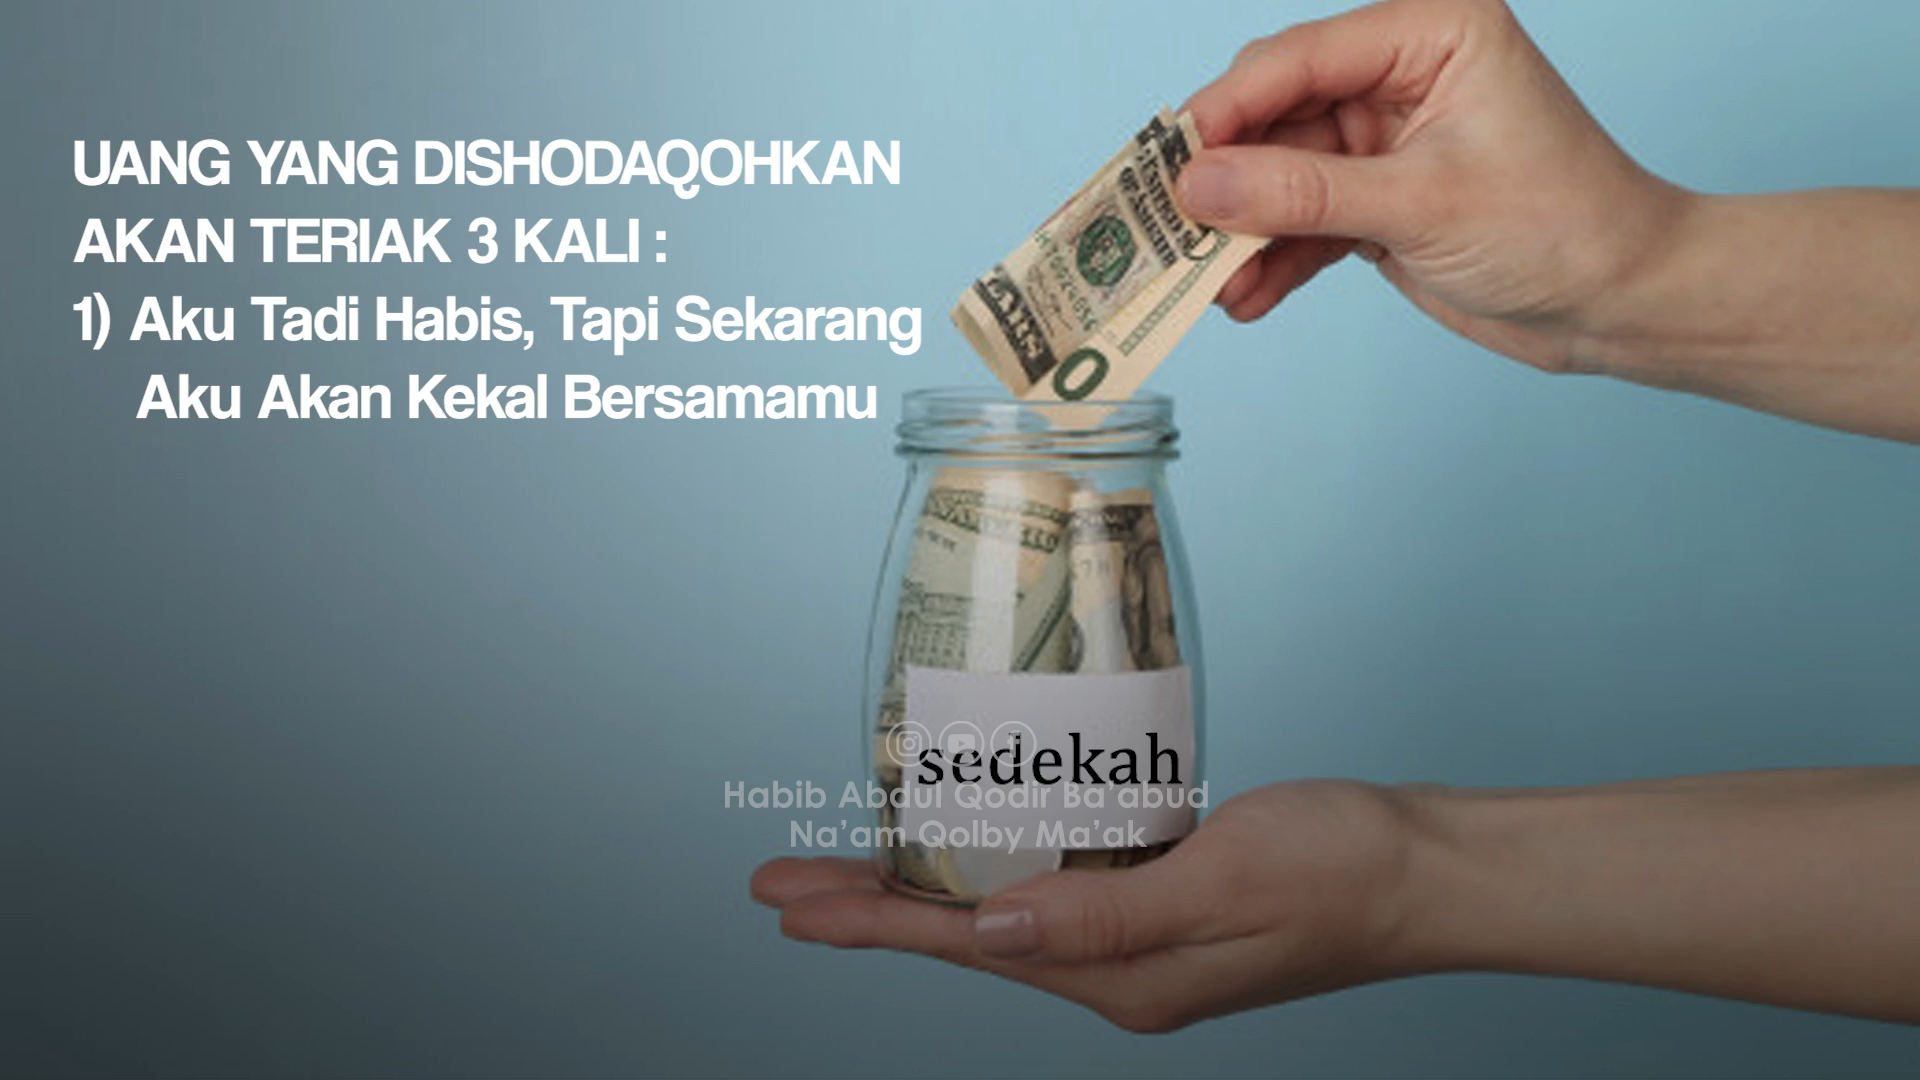 UANG YANG DISHODAQOHKAN
AKAN TERIAK 3 KALI :
1) Aku Tadi Habis, Tapi Sekarang
Aku Akan Kekal Bersamamu
sedekah
Habib Abdul Qodir Ba'abud
Na'am Qolby Ma'ak